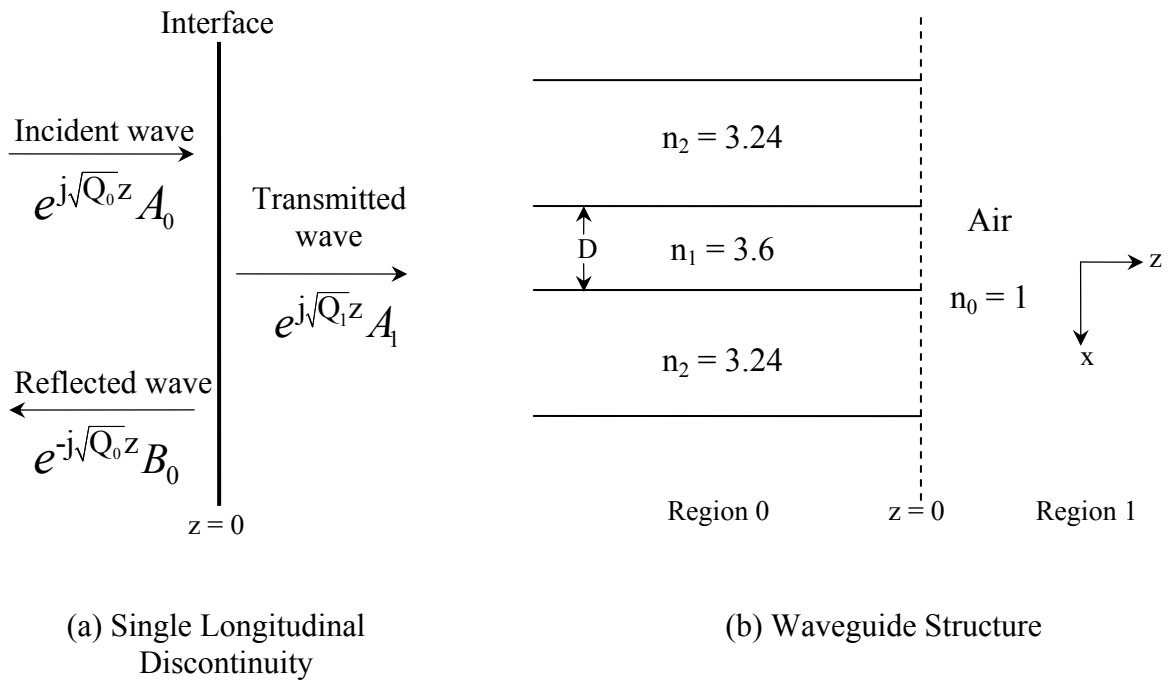 Interface
Incident wave
e^{j√Q₀z} A₀
Transmitted
wave
e^{j√Q₁z} A₁
Reflected wave
e^{-j√Q₀z} B₀
z = 0
(a) Single Longitudinal
Discontinuity
n₂ = 3.24
D
n₁ = 3.6
n₂ = 3.24
Air
n₀ = 1
z
x
Region 0
z = 0
Region 1
(b) Waveguide Structure